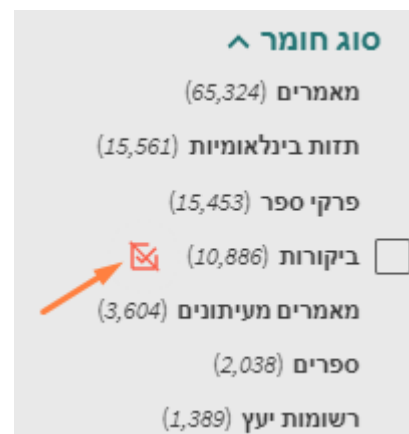 סוג חומר
מאמרים (65,324)
תזות בינלאומיות (15,561)
פרקי ספר (15,453)
ביקורות (10,886)
מאמרים מעיתונים (3,604)
ספרים (2,038)
רשומות יעץ (1,389)